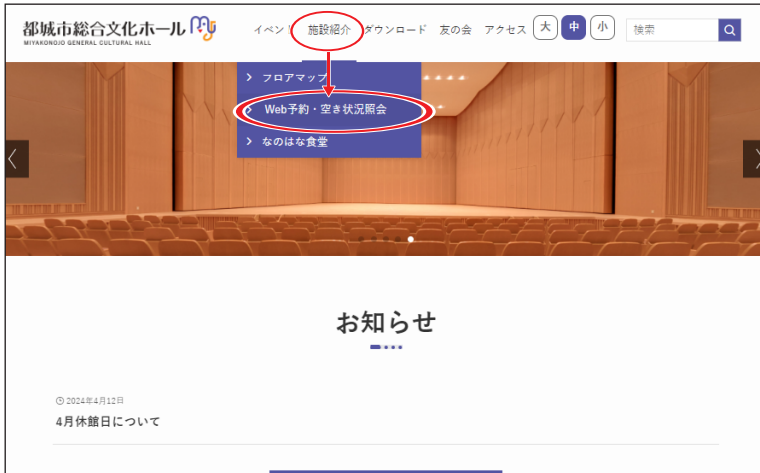 都城市総合文化ホール MJ
MIYAKONOJO GENERAL CULTURAL HALL
イベント 施設紹介 ダウンロード 友の会 アクセス 大 中 小 検索
フロアマップ
Web予約・空き状況照会
なのはな食堂
お知らせ
2024年4月12日
4月休館日について